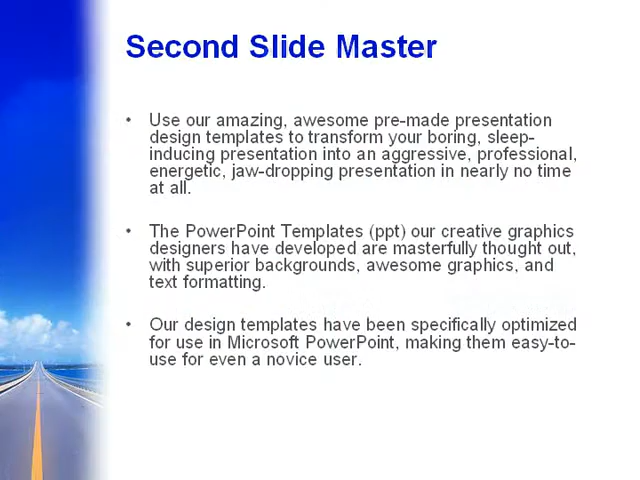 Second Slide Master
• Use our amazing, awesome pre-made presentation
design templates to transform your boring, sleep-
inducing presentation into an aggressive, professional,
energetic, jaw-dropping presentation in nearly no time
at all.
• The PowerPoint Templates (ppt) our creative graphics
designers have developed are masterfully thought out,
with superior backgrounds, awesome graphics, and
text formatting.
• Our design templates have been specifically optimized
for use in Microsoft PowerPoint, making them easy-to-
use for even a novice user.